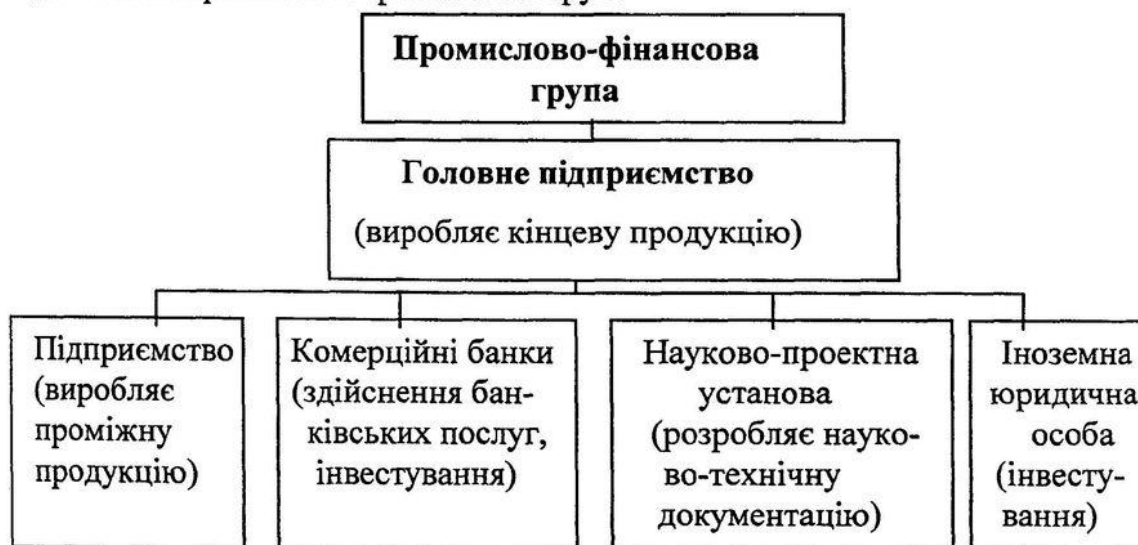 Промислово-фінансова
група
Головне підприємство
(виробляє кінцеву продукцію)
Підприємство
(виробляє
проміжну
продукцію)
Комерційні банки
(здійснення бан-
ківських послуг,
інвестування)
Науково-проектна
установа
(розробляє науко-
во-технічну
документацію)
Іноземна
юридична
особа
(інвесту-
вання)